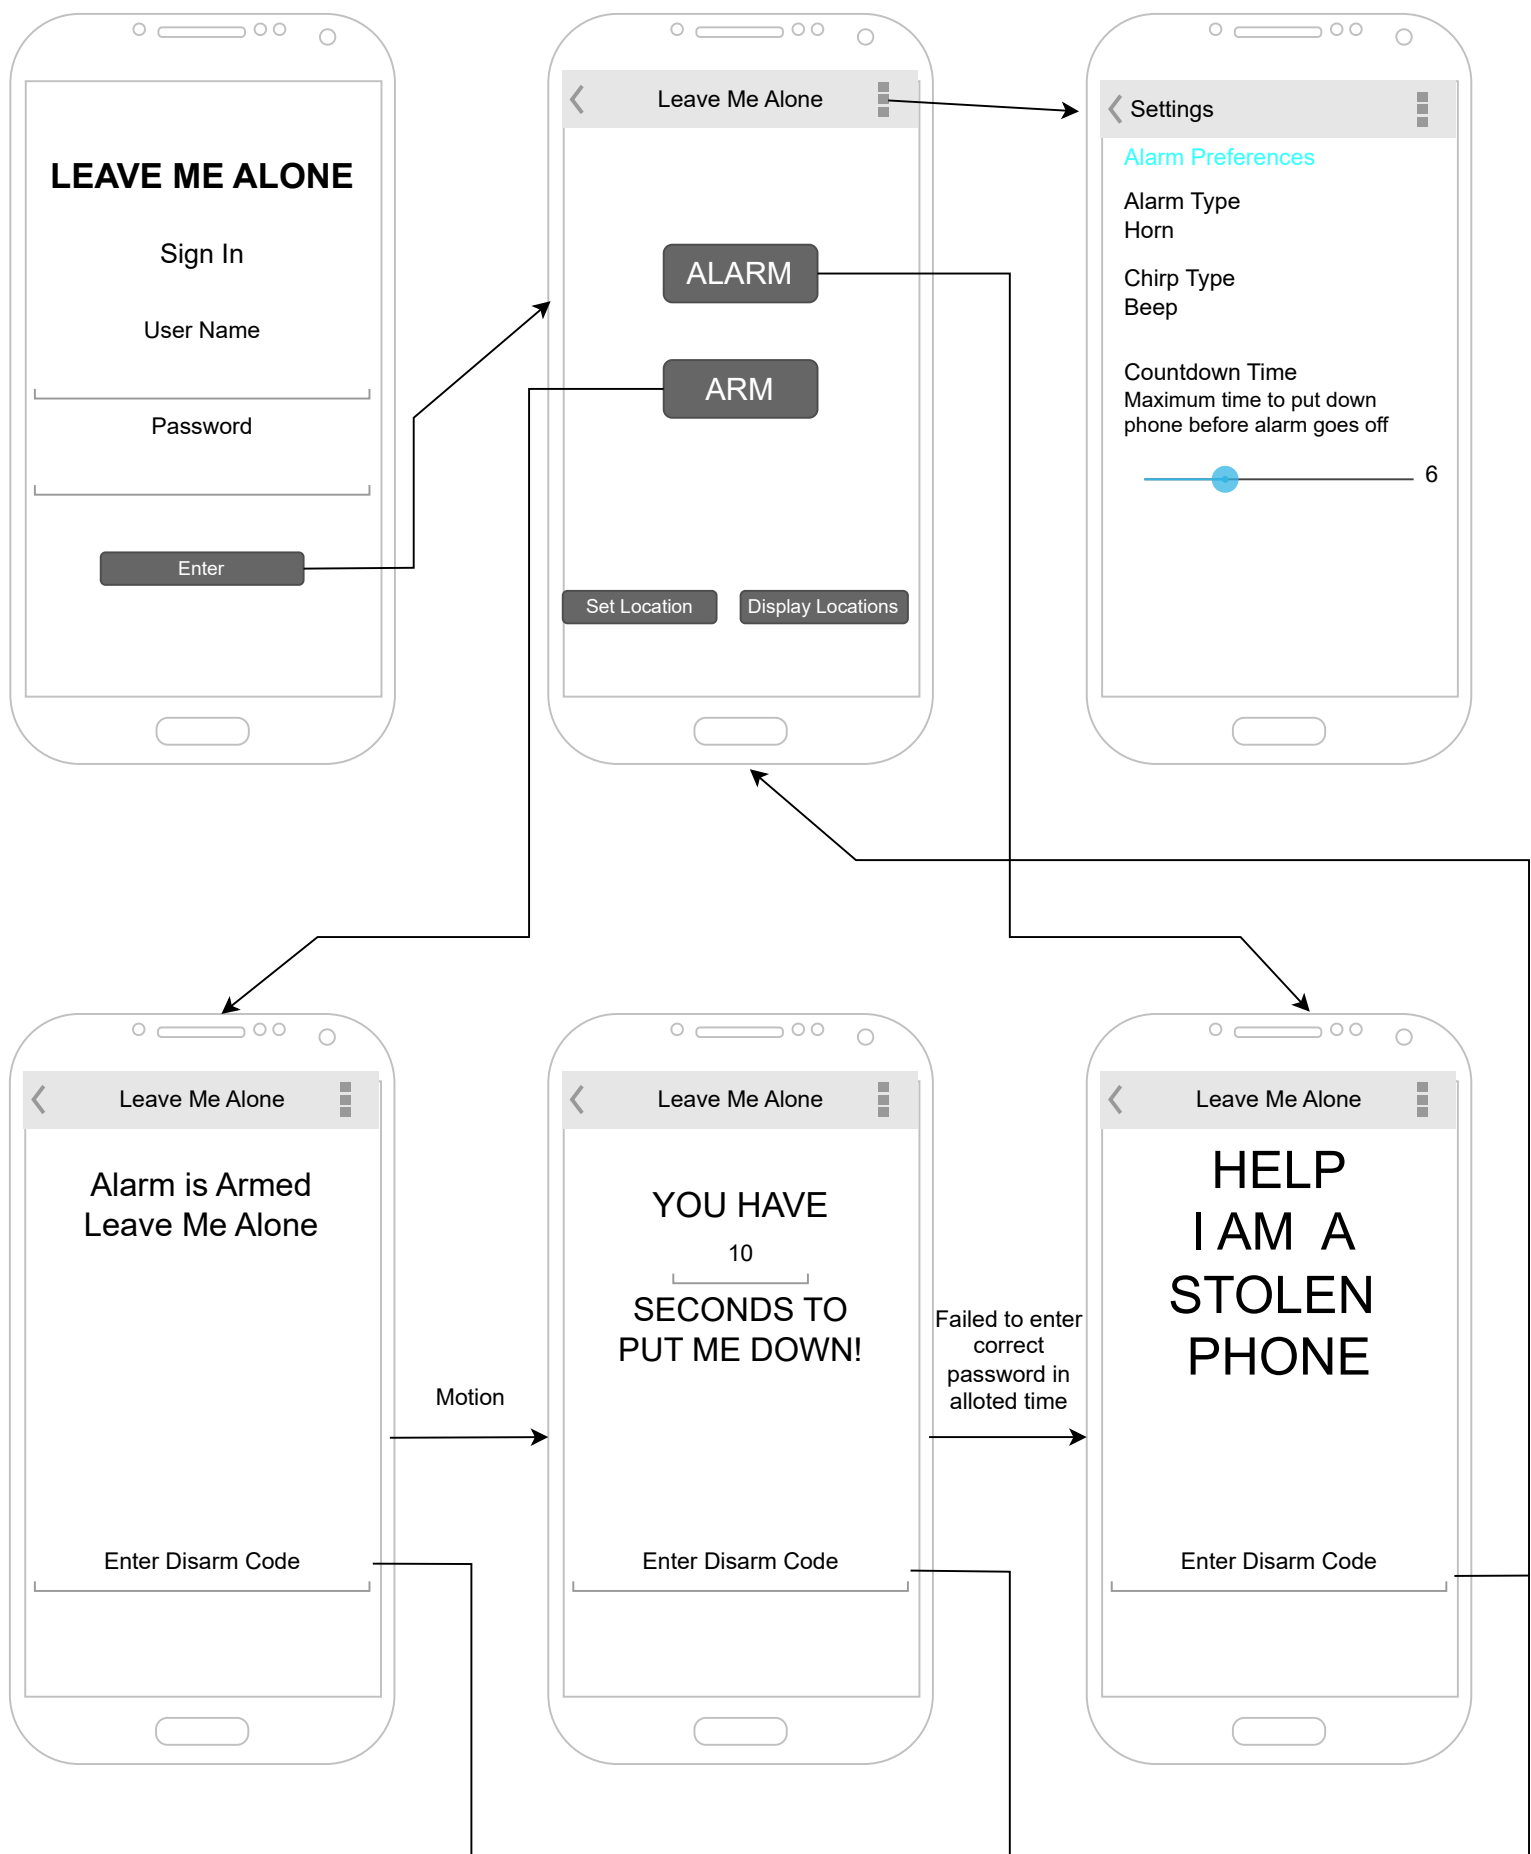 LEAVE ME ALONE
Sign In
User Name
Password
Enter
Leave Me Alone
ALARM
ARM
Set Location
Display Locations
Settings
Alarm Preferences
Alarm Type
Horn
Chirp Type
Beep
Countdown Time
Maximum time to put down
phone before alarm goes off
6
Leave Me Alone
Alarm is Armed
Leave Me Alone
Enter Disarm Code
Motion
Leave Me Alone
YOU HAVE
10
SECONDS TO
PUT ME DOWN!
Enter Disarm Code
Failed to enter
correct
password in
alloted time
Leave Me Alone
HELP
I AM A
STOLEN
PHONE
Enter Disarm Code